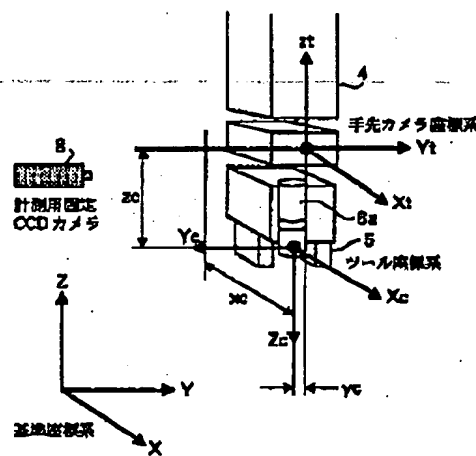 zt
4
手先カメラ座標系
Yt
8
計測用固定
CCDカメラ
zc
Xt
6a
5
Yc
ツール座標系
xc
Xc
Zc
Z
yc
Y
基地座標系
X